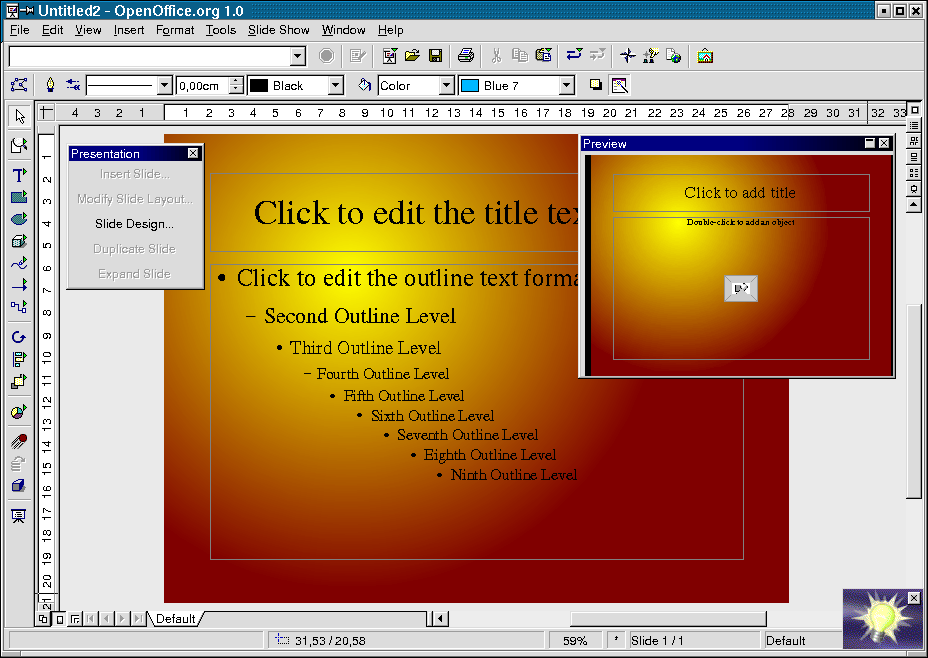 Untitled2 - OpenOffice.org 1.0
File Edit View Insert Format Tools Slide Show Window Help
0,00cm Black Color Blue 7
4 3 2 1 1 2 3 4 5 6 7 8 9 10 11 12 13 14 15 16 17 18 19 20 21 22 23 24 25 26 27 28 29 30 31 32 33
1
2
3
4
5
6
7
8
9
10
11
12
13
14
15
16
17
18
19
20
21
Presentation
Insert Slide...
Modify Slide Layout...
Slide Design...
Duplicate Slide
Expand Slide
Click to edit the title tex
• Click to edit the outline text forma
– Second Outline Level
• Third Outline Level
– Fourth Outline Level
• Fifth Outline Level
• Sixth Outline Level
• Seventh Outline Level
• Eighth Outline Level
• Ninth Outline Level
Preview
Click to add title
Double-click to add an object
Default
31,53 / 20,58 59% * Slide 1 / 1 Default